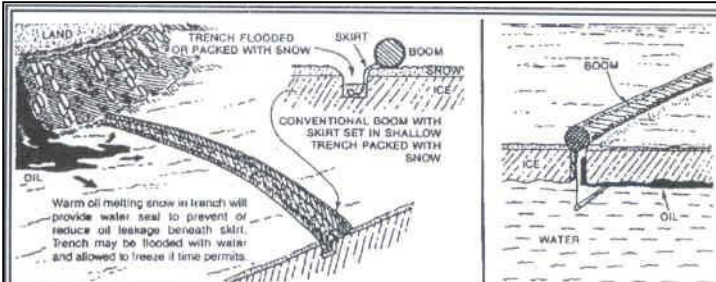 LAND
TRENCH FLOODED
OR PACKED WITH SNOW
SKIRT
BOOM
SNOW
ICE
CONVENTIONAL BOOM WITH
SKIRT SET IN SHALLOW
TRENCH PACKED WITH
SNOW
OIL
Warm oil melting snow in trench will
provide water seal to prevent or
reduce oil leakage beneath skirt.
Trench may be flooded with water
and allowed to freeze if time permits.
BOOM
ICE
OIL
WATER